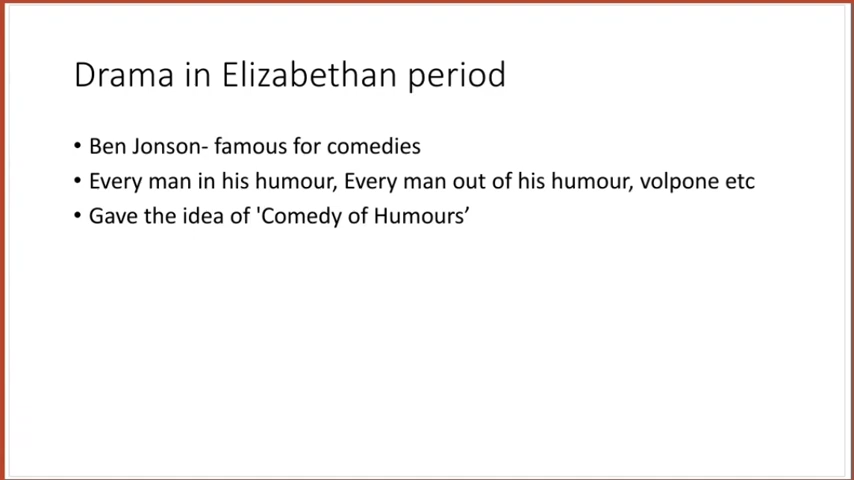 Drama in Elizabethan period
• Ben Jonson- famous for comedies
• Every man in his humour, Every man out of his humour, volpone etc
• Gave the idea of 'Comedy of Humours’